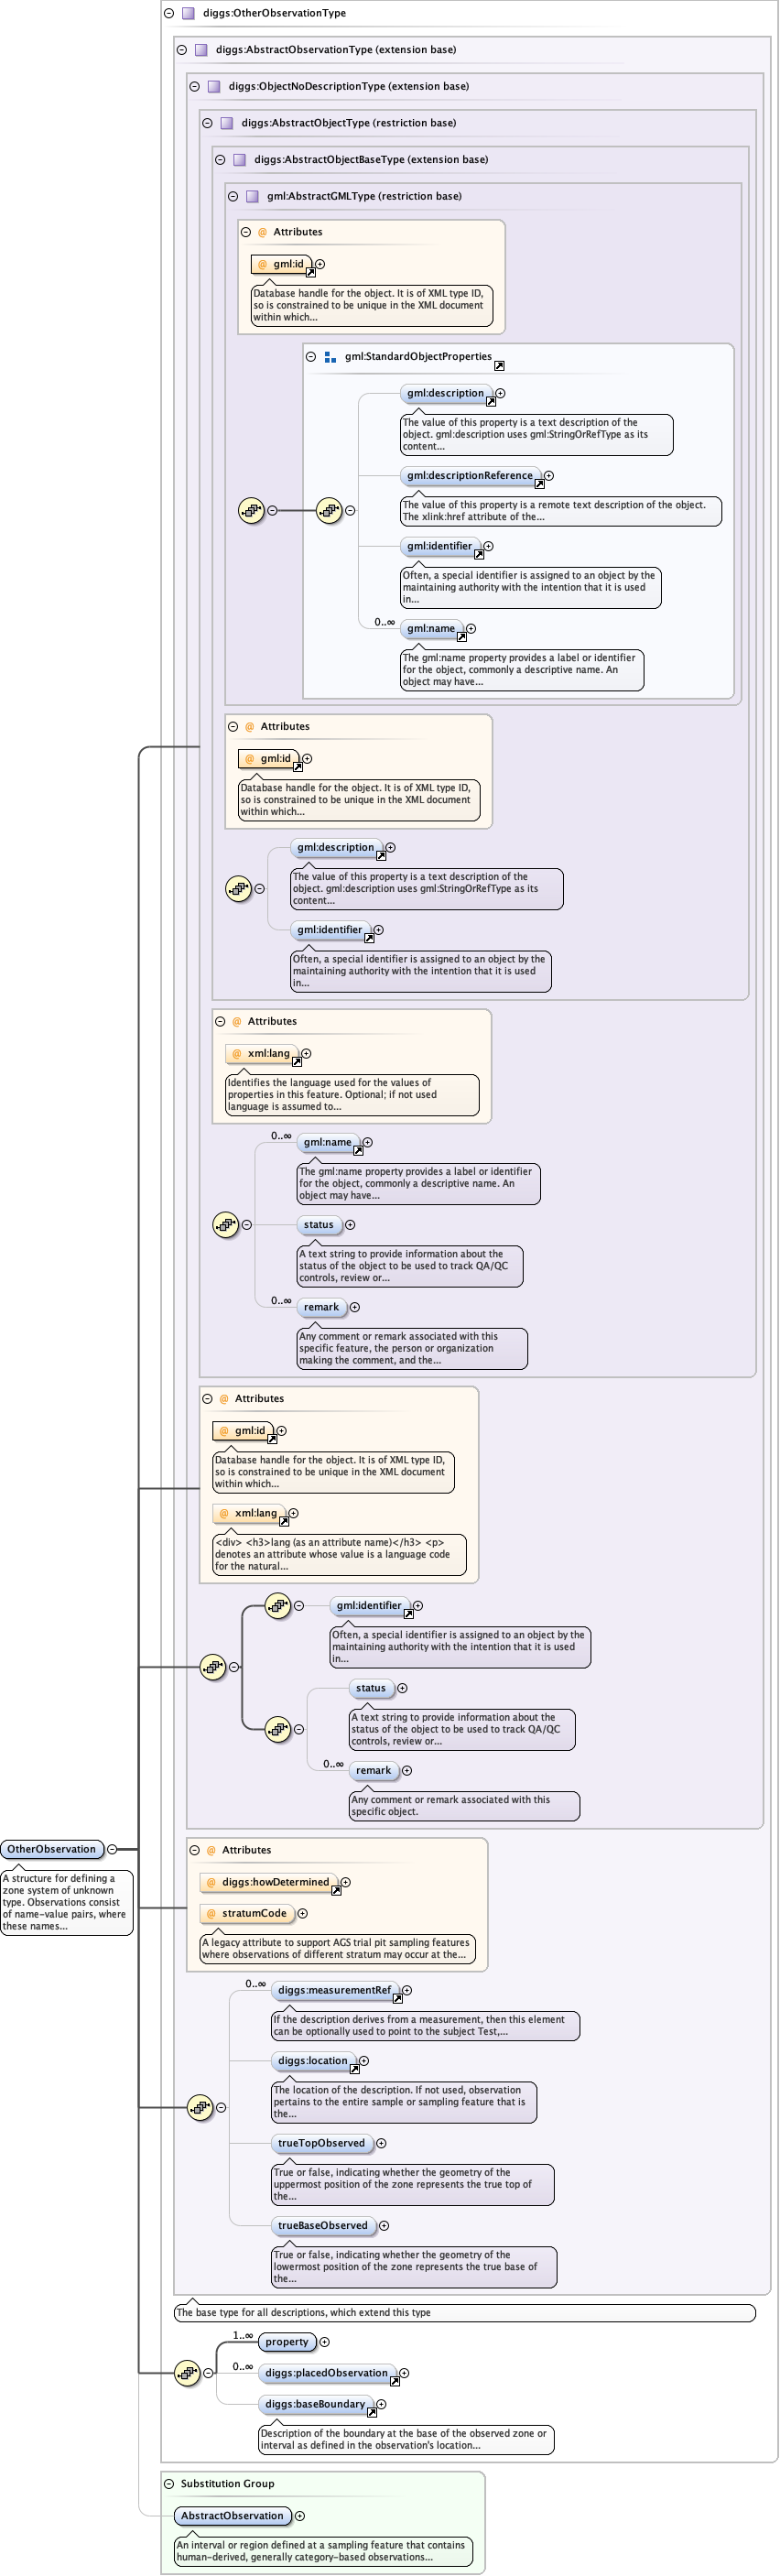 diggs:OtherObservationType
diggs:AbstractObservationType (extension base)
diggs:ObjectNoDescriptionType (extension base)
diggs:AbstractObjectType (restriction base)
diggs:AbstractObjectBaseType (extension base)
gml:AbstractGMLType (restriction base)
@ Attributes
@ gml:id
Database handle for the object. It is of XML type ID,
so is constrained to be unique in the XML document
within which...
gml:StandardObjectProperties
gml:description
The value of this property is a text description of the
object. gml:description uses gml:StringOrRefType as its
content...
gml:descriptionReference
The value of this property is a remote text description of the object.
The xlink:href attribute of the...
gml:identifier
Often, a special identifier is assigned to an object by the
maintaining authority with the intention that it is used
in...
0..∞
gml:name
The gml:name property provides a label or identifier
for the object, commonly a descriptive name. An
object may have...
@ Attributes
@ gml:id
Database handle for the object. It is of XML type ID,
so is constrained to be unique in the XML document
within which...
gml:description
The value of this property is a text description of the
object. gml:description uses gml:StringOrRefType as its
content...
gml:identifier
Often, a special identifier is assigned to an object by the
maintaining authority with the intention that it is used
in...
@ Attributes
@ xml:lang
Identifies the language used for the values of
properties in this feature. Optional; if not used
language is assumed to...
0..∞
gml:name
The gml:name property provides a label or identifier
for the object, commonly a descriptive name. An
object may have...
status
A text string to provide information about the
status of the object to be used to track QA/QC
controls, review or...
0..∞
remark
Any comment or remark associated with this
specific feature, the person or organization
making the comment, and the...
@ Attributes
@ gml:id
Database handle for the object. It is of XML type ID,
so is constrained to be unique in the XML document
within which...
@ xml:lang
<div> <h3>lang (as an attribute name)</h3> <p>
denotes an attribute whose value is a language code
for the natural...
gml:identifier
Often, a special identifier is assigned to an object by the
maintaining authority with the intention that it is used
in...
status
A text string to provide information about the
status of the object to be used to track QA/QC
controls, review or...
0..∞
remark
Any comment or remark associated with this
specific object.
OtherObservation
A structure for defining a
zone system of unknown
type. Observations consist
of name-value pairs, where
these names...
@ Attributes
@ diggs:howDetermined
@ stratumCode
A legacy attribute to support AGS trial pit sampling features
where observations of different stratum may occur at the...
0..∞
diggs:measurementRef
If the description derives from a measurement, then this element
can be optionally used to point to the subject Test,...
diggs:location
The location of the description. If not used, observation
pertains to the entire sample or sampling feature that is
the...
trueTopObserved
True or false, indicating whether the geometry of the
uppermost position of the zone represents the true top of
the...
trueBaseObserved
True or false, indicating whether the geometry of the
lowermost position of the zone represents the true base of
the...
The base type for all descriptions, which extend this type
1..∞
property
0..∞
diggs:placedObservation
diggs:baseBoundary
Description of the boundary at the base of the observed zone or
interval as defined in the observation's location...
Substitution Group
AbstractObservation
An interval or region defined at a sampling feature that contains
human-derived, generally category-based observations...